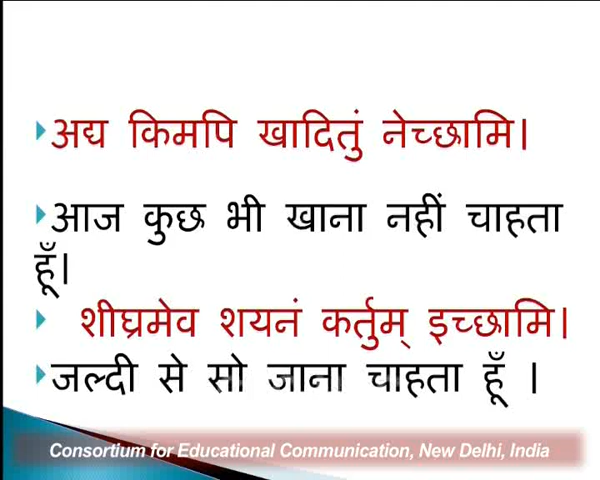 अद्य किमपि खादितुं नेच्छामि।
आज कुछ भी खाना नहीं चाहता
हूँ।
शीघ्रमेव शयनं कर्तुम् इच्छामि।
जल्दी से सो जाना चाहता हूँ ।
Consortium for Educational Communication, New Delhi, India